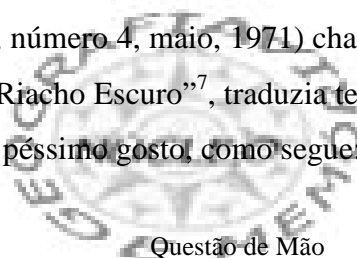 , número 4, maio, 1971) cha
Riacho Escuro”7, traduzia te
péssimo gosto, como segue:
Questão de Mão